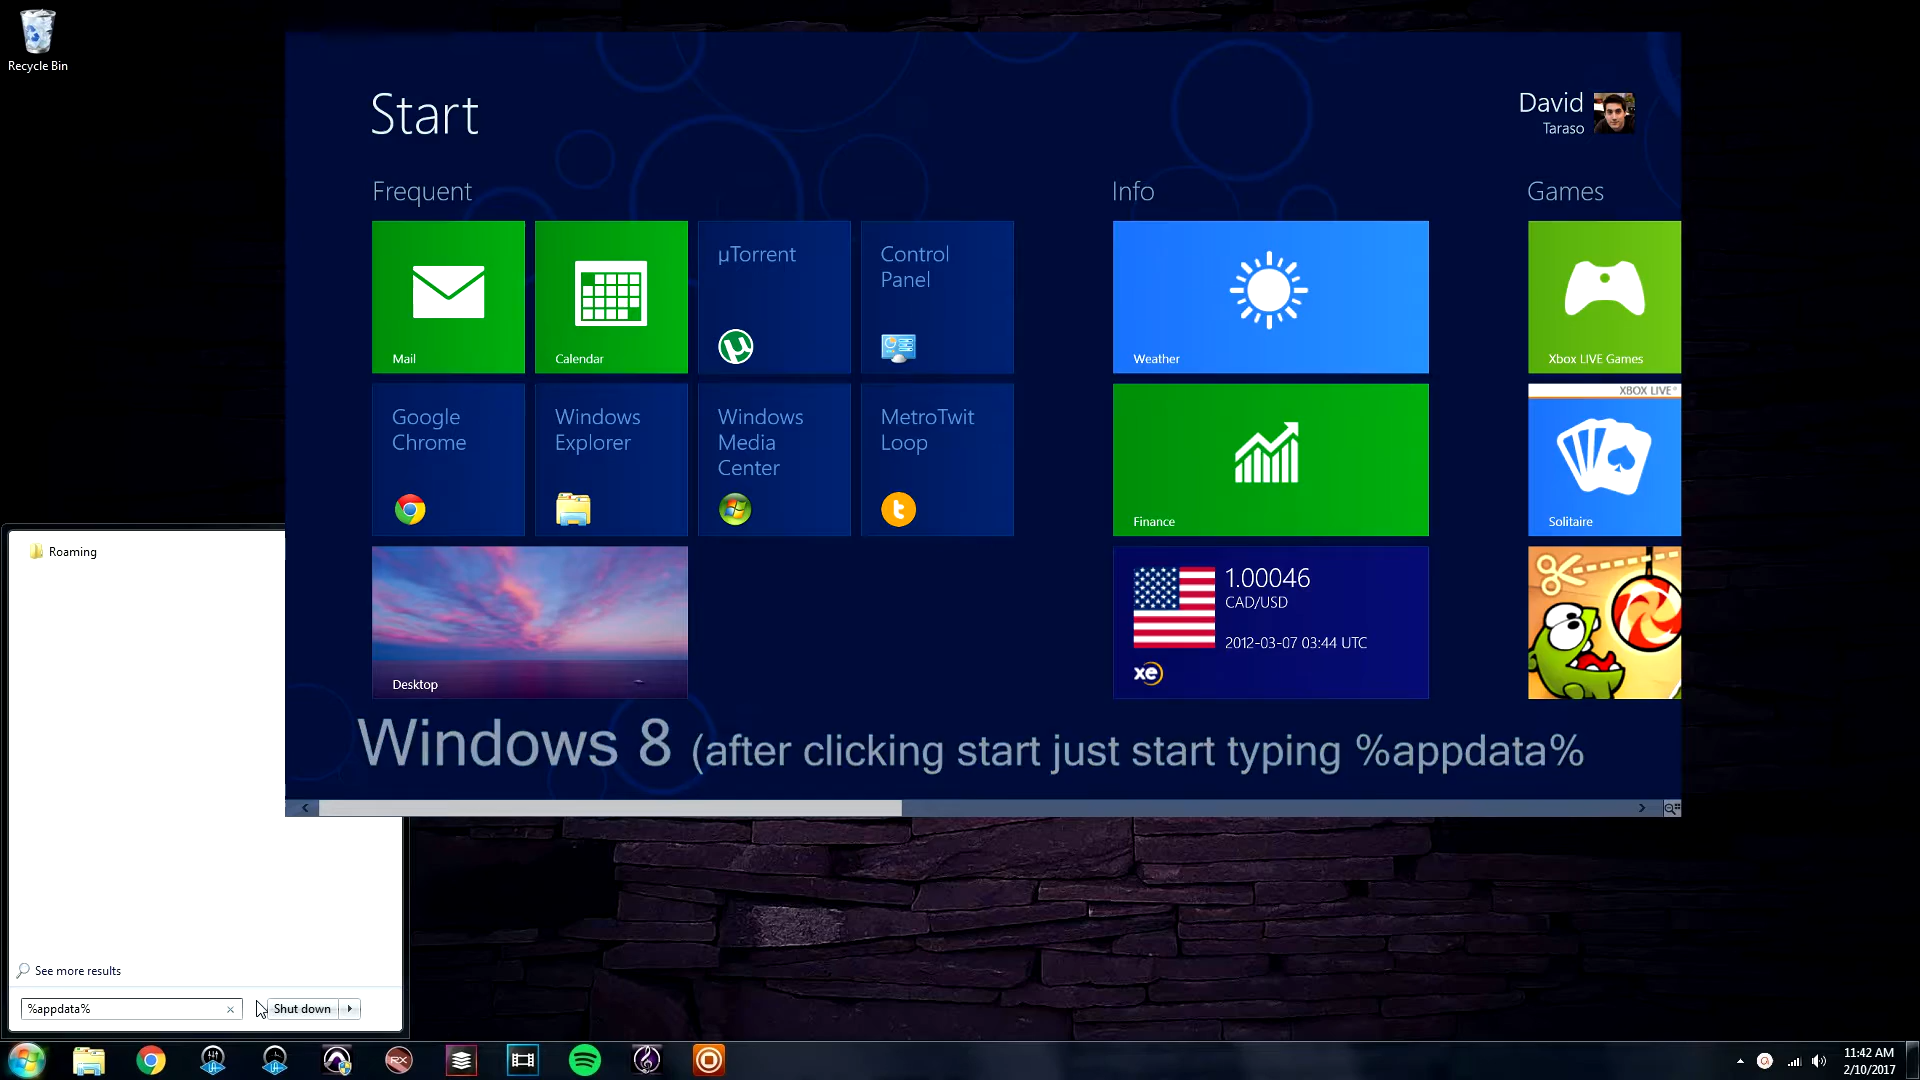 Recycle Bin
Start
David
Taraso
Frequent
Info
Games
Mail
Calendar
µTorrent
Control
Panel
Weather
Xbox LIVE Games
Google
Chrome
Windows
Explorer
Windows
Media
Center
MetroTwit
Loop
Finance
XBOX LIVE
Solitaire
Desktop
1.00046
CAD/USD
2012-03-07 03:44 UTC
xe
Windows 8 (after clicking start just start typing %appdata%
Roaming
See more results
%appdata%
Shut down
RX
11:42 AM
2/10/2017